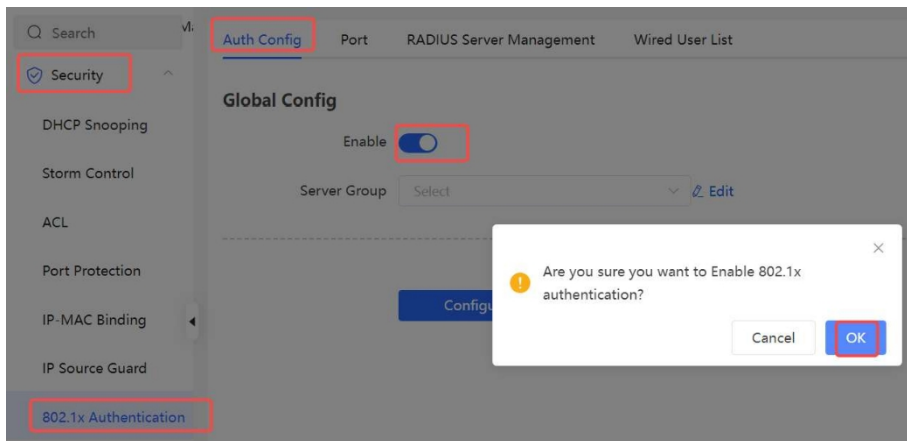 Search
Auth Config Port RADIUS Server Management Wired User List
Security
Global Config
DHCP Snooping
Enable
Storm Control
Server Group Select Edit
ACL
Port Protection
Are you sure you want to Enable 802.1x
authentication?
IP-MAC Binding
Cancel OK
IP Source Guard
802.1x Authentication